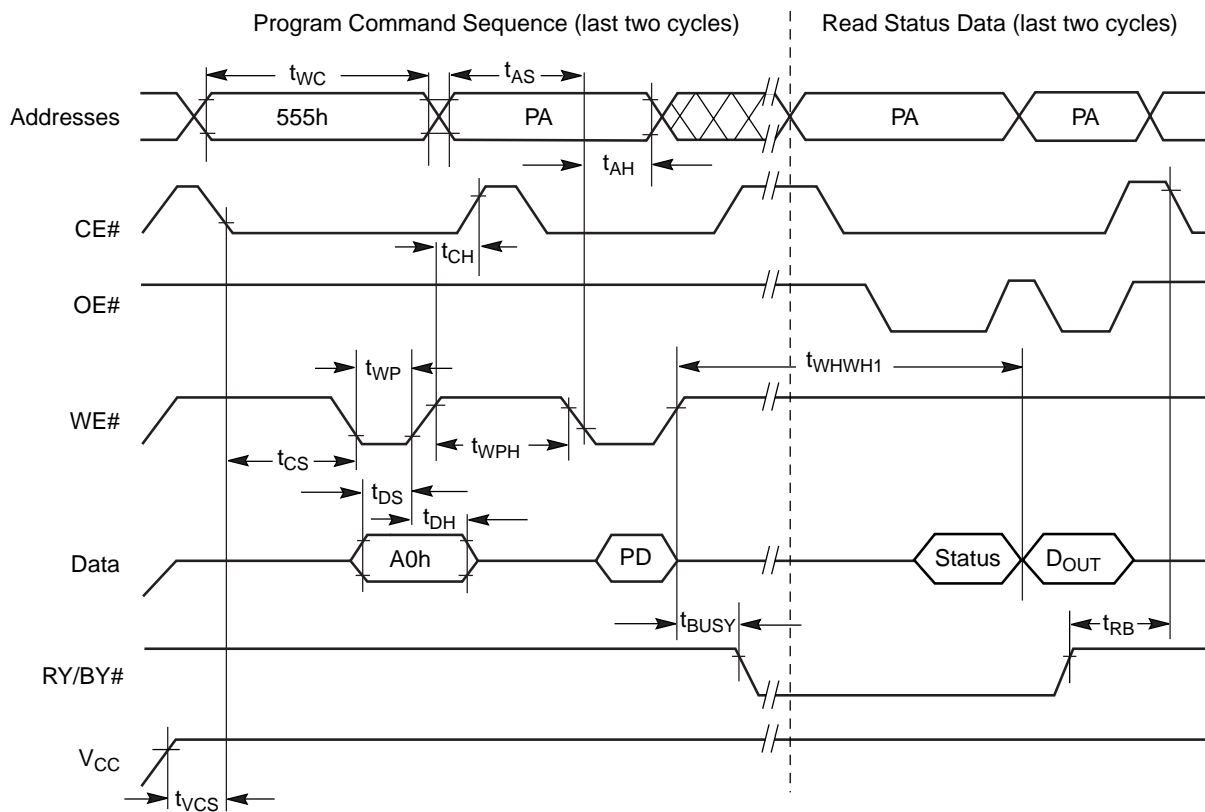 Program Command Sequence (last two cycles)
Read Status Data (last two cycles)
tWC
tAS
Addresses
555h
PA
PA
PA
tAH
CE#
tCH
OE#
tWP
tWHWH1
WE#
tWPH
tCS
tDS
tDH
Data
A0h
PD
Status
DOUT
tBUSY
tRB
RY/BY#
VCC
tVCS